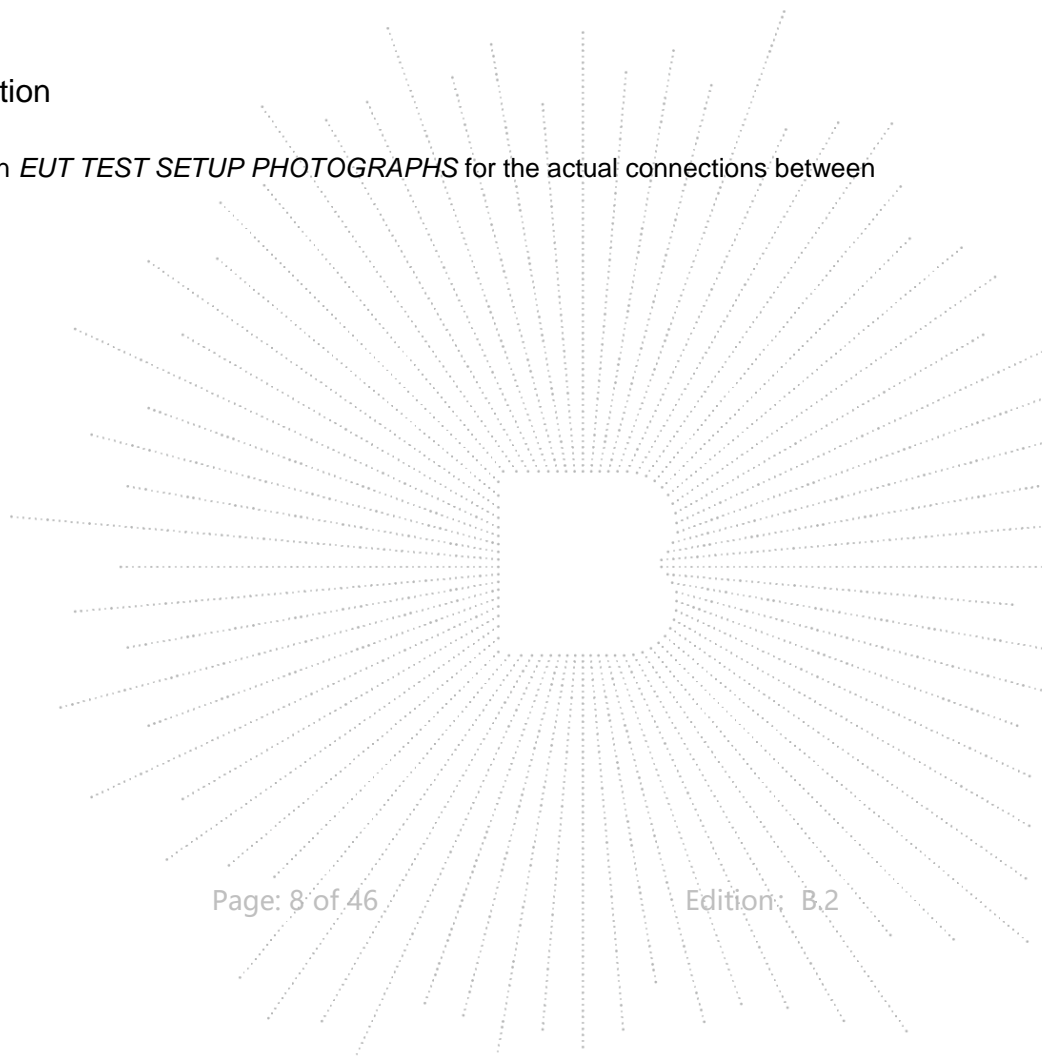 tion
n EUT TEST SETUP PHOTOGRAPHS for the actual connections between
Page: 8 of 46 Edition: B.2